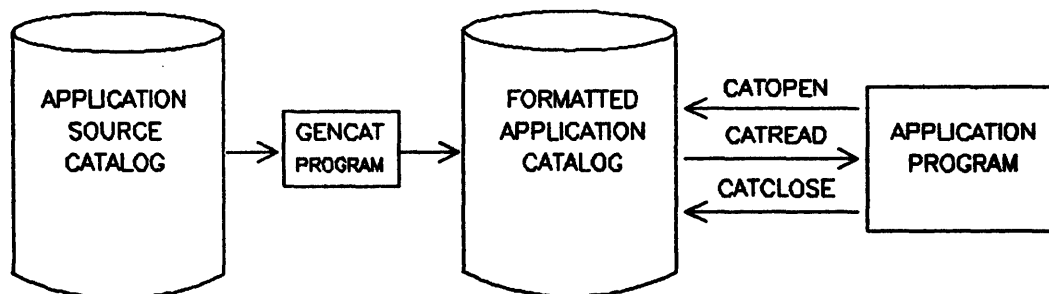 APPLICATION
SOURCE
CATALOG
GENCAT
PROGRAM
FORMATTED
APPLICATION
CATALOG
CATOPEN
CATREAD
CATCLOSE
APPLICATION
PROGRAM